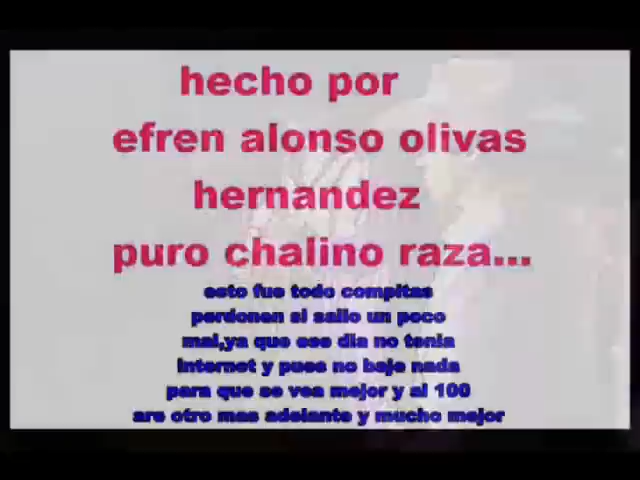 hecho por
efren alonso olivas
hernandez
puro chalino raza...
esto fue todo compitas
perdonen si salio un poco
mal,ya que ese dia no tenia
internet y pues no baje nada
para que se vea mejor y al 100
are otro mas adelante y mucho mejor